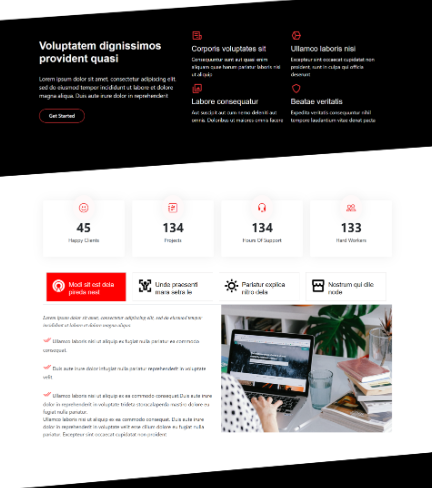 Voluptatem dignissimos
provident quasi
Lorem ipsum dolor sit amet, consectetur adipiscing elit,
sed do eiusmod tempor incididunt ut labore et dolore
magna aliqua. Duis aute irure dolor in reprehenderit
Get Started
Corporis voluptates sit
Consequuntur sunt aut quasi enim
aliquam quae harum pariatur laboris nisi
ut aliquip
Ullamco laboris nisi
Excepteur sint occaecat cupidatat non
proident, sunt in culpa qui officia
deserunt
Labore consequatur
Aut suscipit aut cum nemo deleniti aut
omnis. Doloribus ut maiores omnis facere
Beatae veritatis
Expedita veritatis consequuntur nihil
tempore laudantium vitae denat pacta
45
Happy Clients
134
Projects
134
Hours Of Support
133
Hard Workers
Modi sit est dela
pireda nest
Unde praesenti
mara setra le
Pariatur explica
nitro dela
Nostrum qui dile
node
Lorem ipsum dolor sit amet, consectetur adipiscing elit, sed do eiusmod tempor
incididunt ut labore et dolore magna aliqua.
Ullamco laboris nisi ut aliquip ex fugiat nulla pariatur ea commodo
consequat.
Duis aute irure dolor fugiat nulla pariatur reprehenderit in voluptate
velit
Ullamco laboris nisi ut aliquip ex ea commodo consequat. Duis aute irure
dolor in reprehenderit in voluptate trideta storacalaperda mastiro dolore eu
fugiat nulla pariatur.
Ullamco laboris nisi ut aliquip ex ea commodo consequat. Duis aute irure
dolor in reprehenderit in voluptate velit esse cillum dolore eu fugiat nulla
pariatur. Excepteur sint occaecat cupidatat non proident